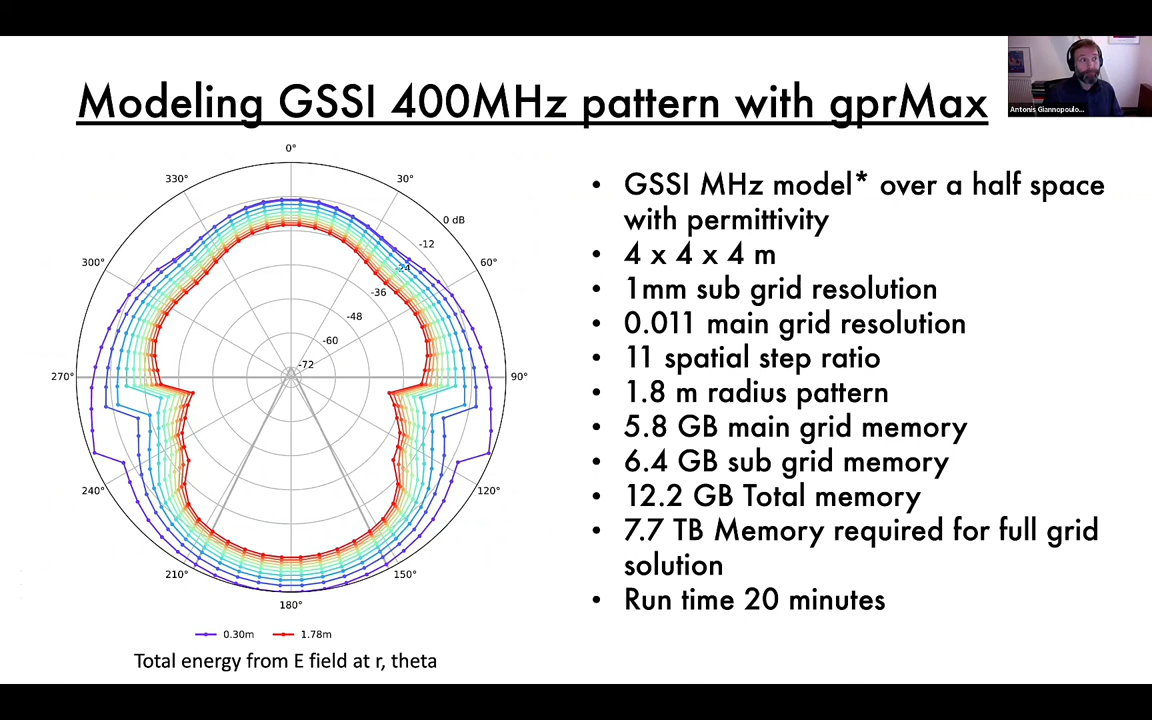 Modeling GSSI 400MHz pattern with gprMax
Antonis Giannopoulo...
0°
330°
30°
0 dB
-12
300°
60°
-24
-36
-48
-60
-72
270°
90°
240°
120°
210°
150°
180°
0.30m
1.78m
Total energy from E field at r, theta
• GSSI MHz model* over a half space
with permittivity
• 4 x 4 x 4 m
• 1mm sub grid resolution
• 0.011 main grid resolution
• 11 spatial step ratio
• 1.8 m radius pattern
• 5.8 GB main grid memory
• 6.4 GB sub grid memory
• 12.2 GB Total memory
• 7.7 TB Memory required for full grid
solution
• Run time 20 minutes